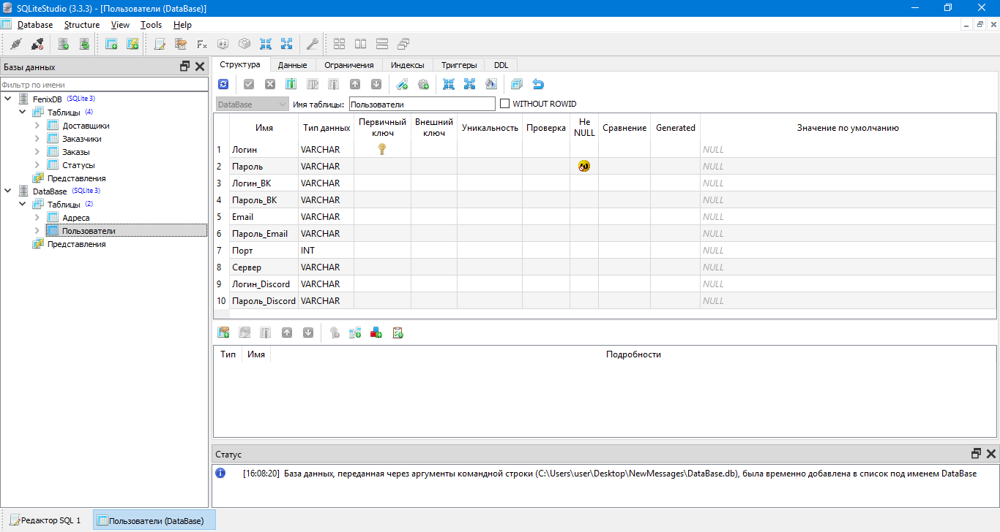 SQLiteStudio (3.3.3) - [Пользователи (DataBase)]
Database Structure View Tools Help
Базы данных
Фильтр по имени
FenixDB (SQLite 3)
Таблицы (4)
Доставщики
Заказчики
Заказы
Статусы
Представления
DataBase (SQLite 3)
Таблицы (2)
Адреса
Пользователи
Представления
Структура Данные Ограничения Индексы Триггеры DDL
DataBase Имя таблицы: Пользователи WITHOUT ROWID
Имя Тип данных Первичный ключ Внешний ключ Уникальность Проверка Не NULL Сравнение Generated Значение по умолчанию
1 Логин VARCHAR NULL
2 Пароль VARCHAR NULL
3 Логин_ВК VARCHAR NULL
4 Пароль_ВК VARCHAR NULL
5 Email VARCHAR NULL
6 Пароль_Email VARCHAR NULL
7 Порт INT NULL
8 Сервер VARCHAR NULL
9 Логин_Discord VARCHAR NULL
10 Пароль_Discord VARCHAR NULL
Тип Имя Подробности
Статус
[16:08:20] База данных, переданная через аргументы командной строки (C:\Users\user\Desktop\NewMessages\DataBase.db), была временно добавлена в список под именем DataBase
Редактор SQL 1 Пользователи (DataBase)